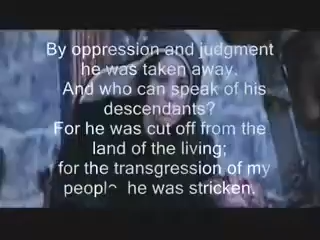 By oppression and judgment
he was taken away.
And who can speak of his
descendants?
For he was cut off from the
land of the living;
for the transgression of my
people he was stricken.